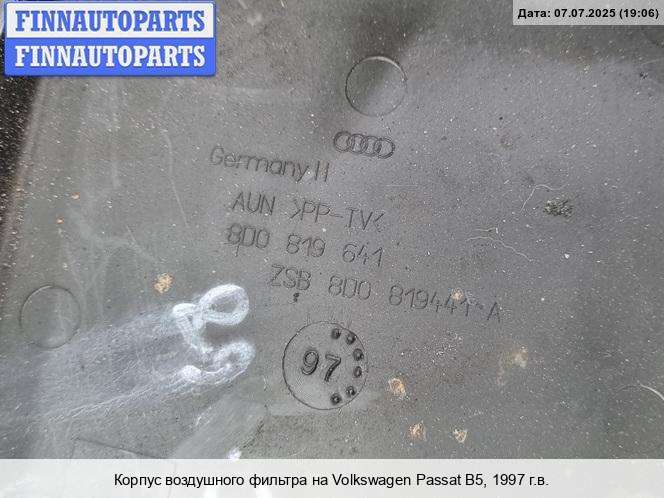 FINNAUTOPARTS
FINNAUTOPARTS
Дата: 07.07.2025 (19:06)
Germany II
AUN >PP-TV<
8D0 819 641
ZSB 8D0 819441-A
97
Корпус воздушного фильтра на Volkswagen Passat B5, 1997 г.в.